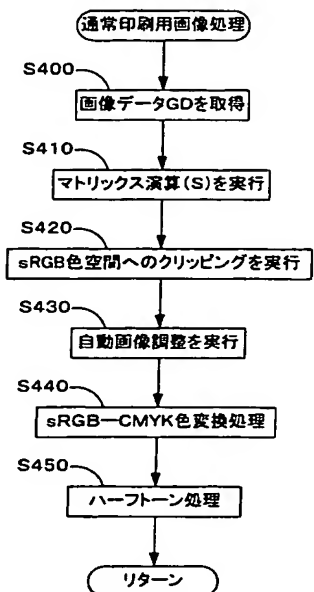 通常印刷用画像処理
S400
画像データGDを取得
S410
マトリックス演算(S)を実行
S420
sRGB色空間へのクリッピングを実行
S430
自動画像調整を実行
S440
sRGB―CMYK色変換処理
S450
ハーフトーン処理
リターン